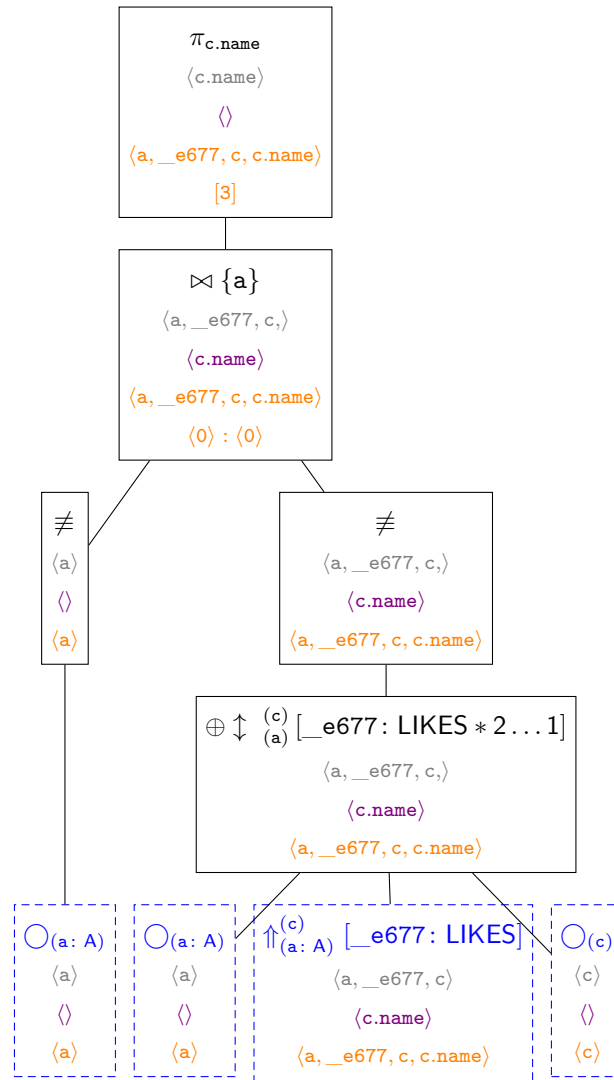 π c.name
⟨c.name⟩
⟨⟩
⟨a, __e677, c, c.name⟩
[3]
⋈ {a}
⟨a, __e677, c,⟩
⟨c.name⟩
⟨a, __e677, c, c.name⟩
⟨0⟩ : ⟨0⟩
≢
⟨a⟩
⟨⟩
⟨a⟩
≢
⟨a, __e677, c,⟩
⟨c.name⟩
⟨a, __e677, c, c.name⟩
⊕ ↕ (c) (a) [__e677: LIKES ∗ 2 … 1]
⟨a, __e677, c,⟩
⟨c.name⟩
⟨a, __e677, c, c.name⟩
◯(a: A)
⟨a⟩
⟨⟩
⟨a⟩
◯(a: A)
⟨a⟩
⟨⟩
⟨a⟩
⇑ (c) (a: A) [__e677: LIKES]
⟨a, __e677, c⟩
⟨c.name⟩
⟨a, __e677, c, c.name⟩
◯(c)
⟨c⟩
⟨⟩
⟨c⟩